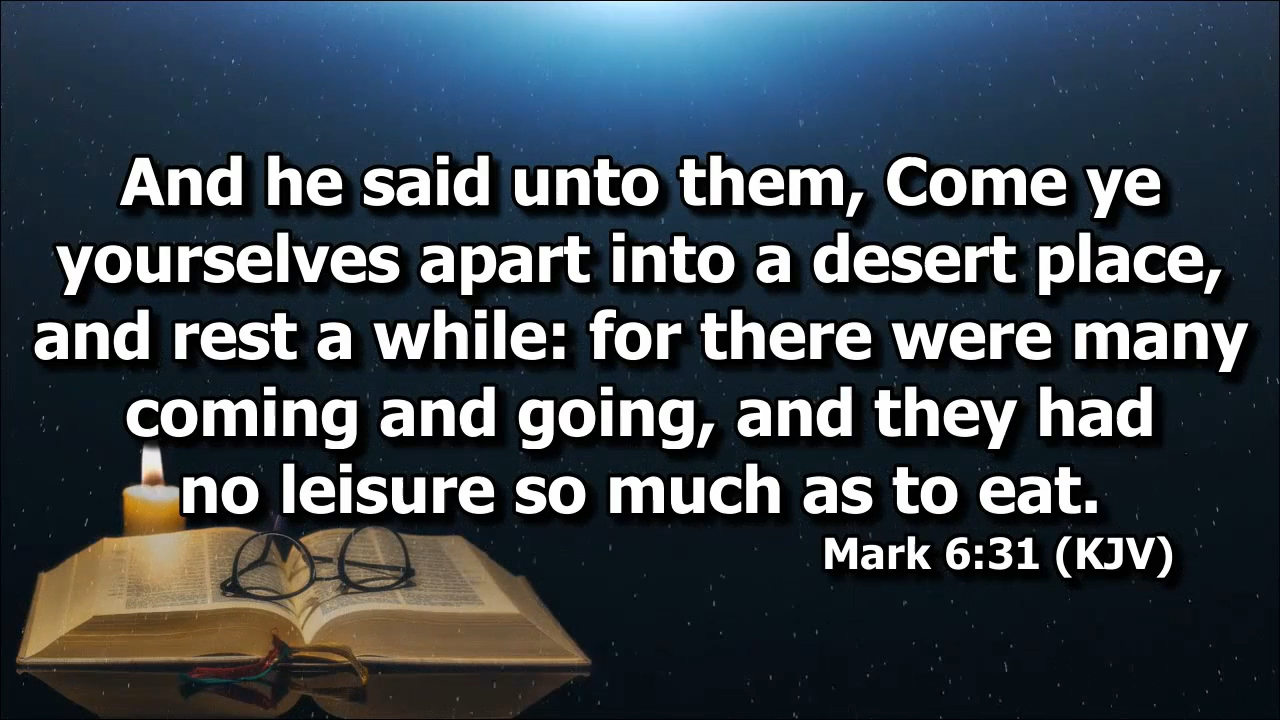 And he said unto them, Come ye
yourselves apart into a desert place,
and rest a while: for there were many
coming and going, and they had
no leisure so much as to eat.
Mark 6:31 (KJV)